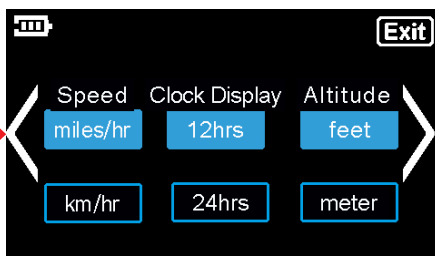 Exit
Speed Clock Display Altitude
miles/hr 12hrs feet
km/hr 24hrs meter